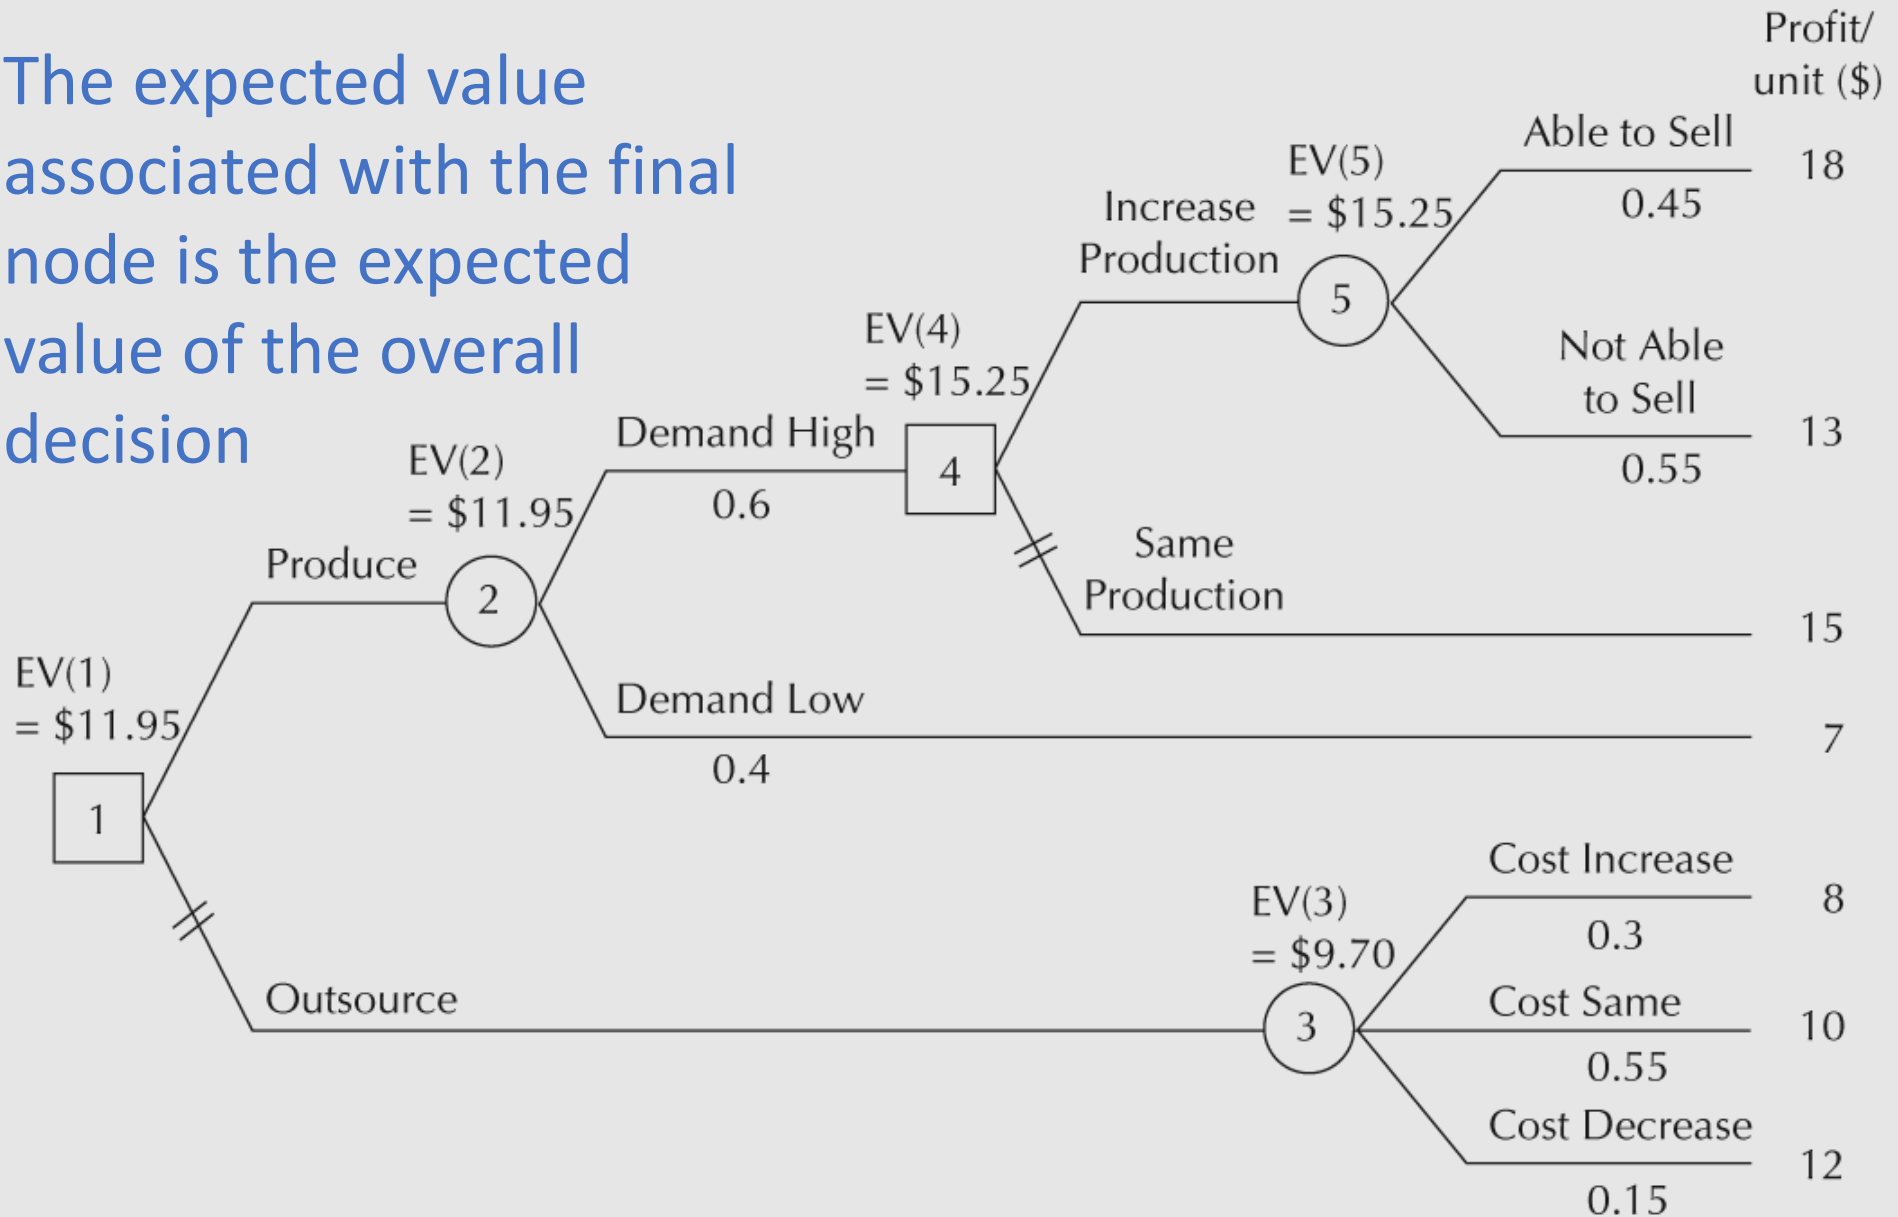 The expected value
associated with the final
node is the expected
value of the overall
decision
Profit/
unit ($)
Able to Sell
18
0.45
EV(5)
= $15.25
Increase
Production
5
Not Able
to Sell
13
0.55
EV(4)
= $15.25
Demand High
4
0.6
EV(2)
= $11.95
Same
Production
15
Produce
2
EV(1)
= $11.95
Demand Low
7
0.4
1
Cost Increase
8
0.3
EV(3)
= $9.70
Outsource
3
Cost Same
10
0.55
Cost Decrease
12
0.15